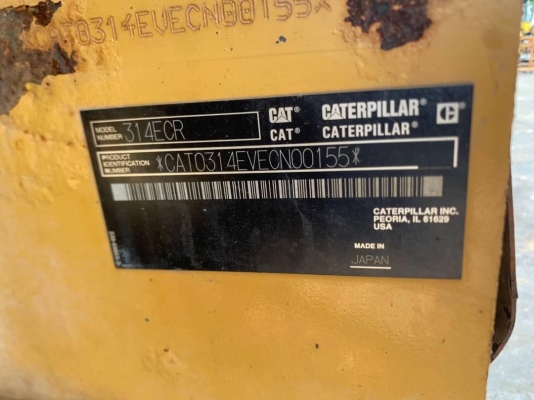 CAT0314EVECN00155*
MODEL NUMBER 314ECR
CAT® CATERPILLAR®
CAT® CATERPILLAR®
PRODUCT IDENTIFICATION NUMBER *CAT0314EVECN00155*
CATERPILLAR INC.
PEORIA, IL 61629
USA
MADE IN
JAPAN